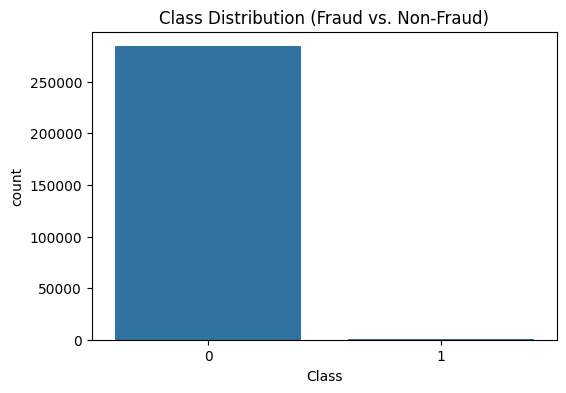 Class Distribution (Fraud vs. Non-Fraud)
250000
200000
150000
100000
50000
0
count
0 1
Class